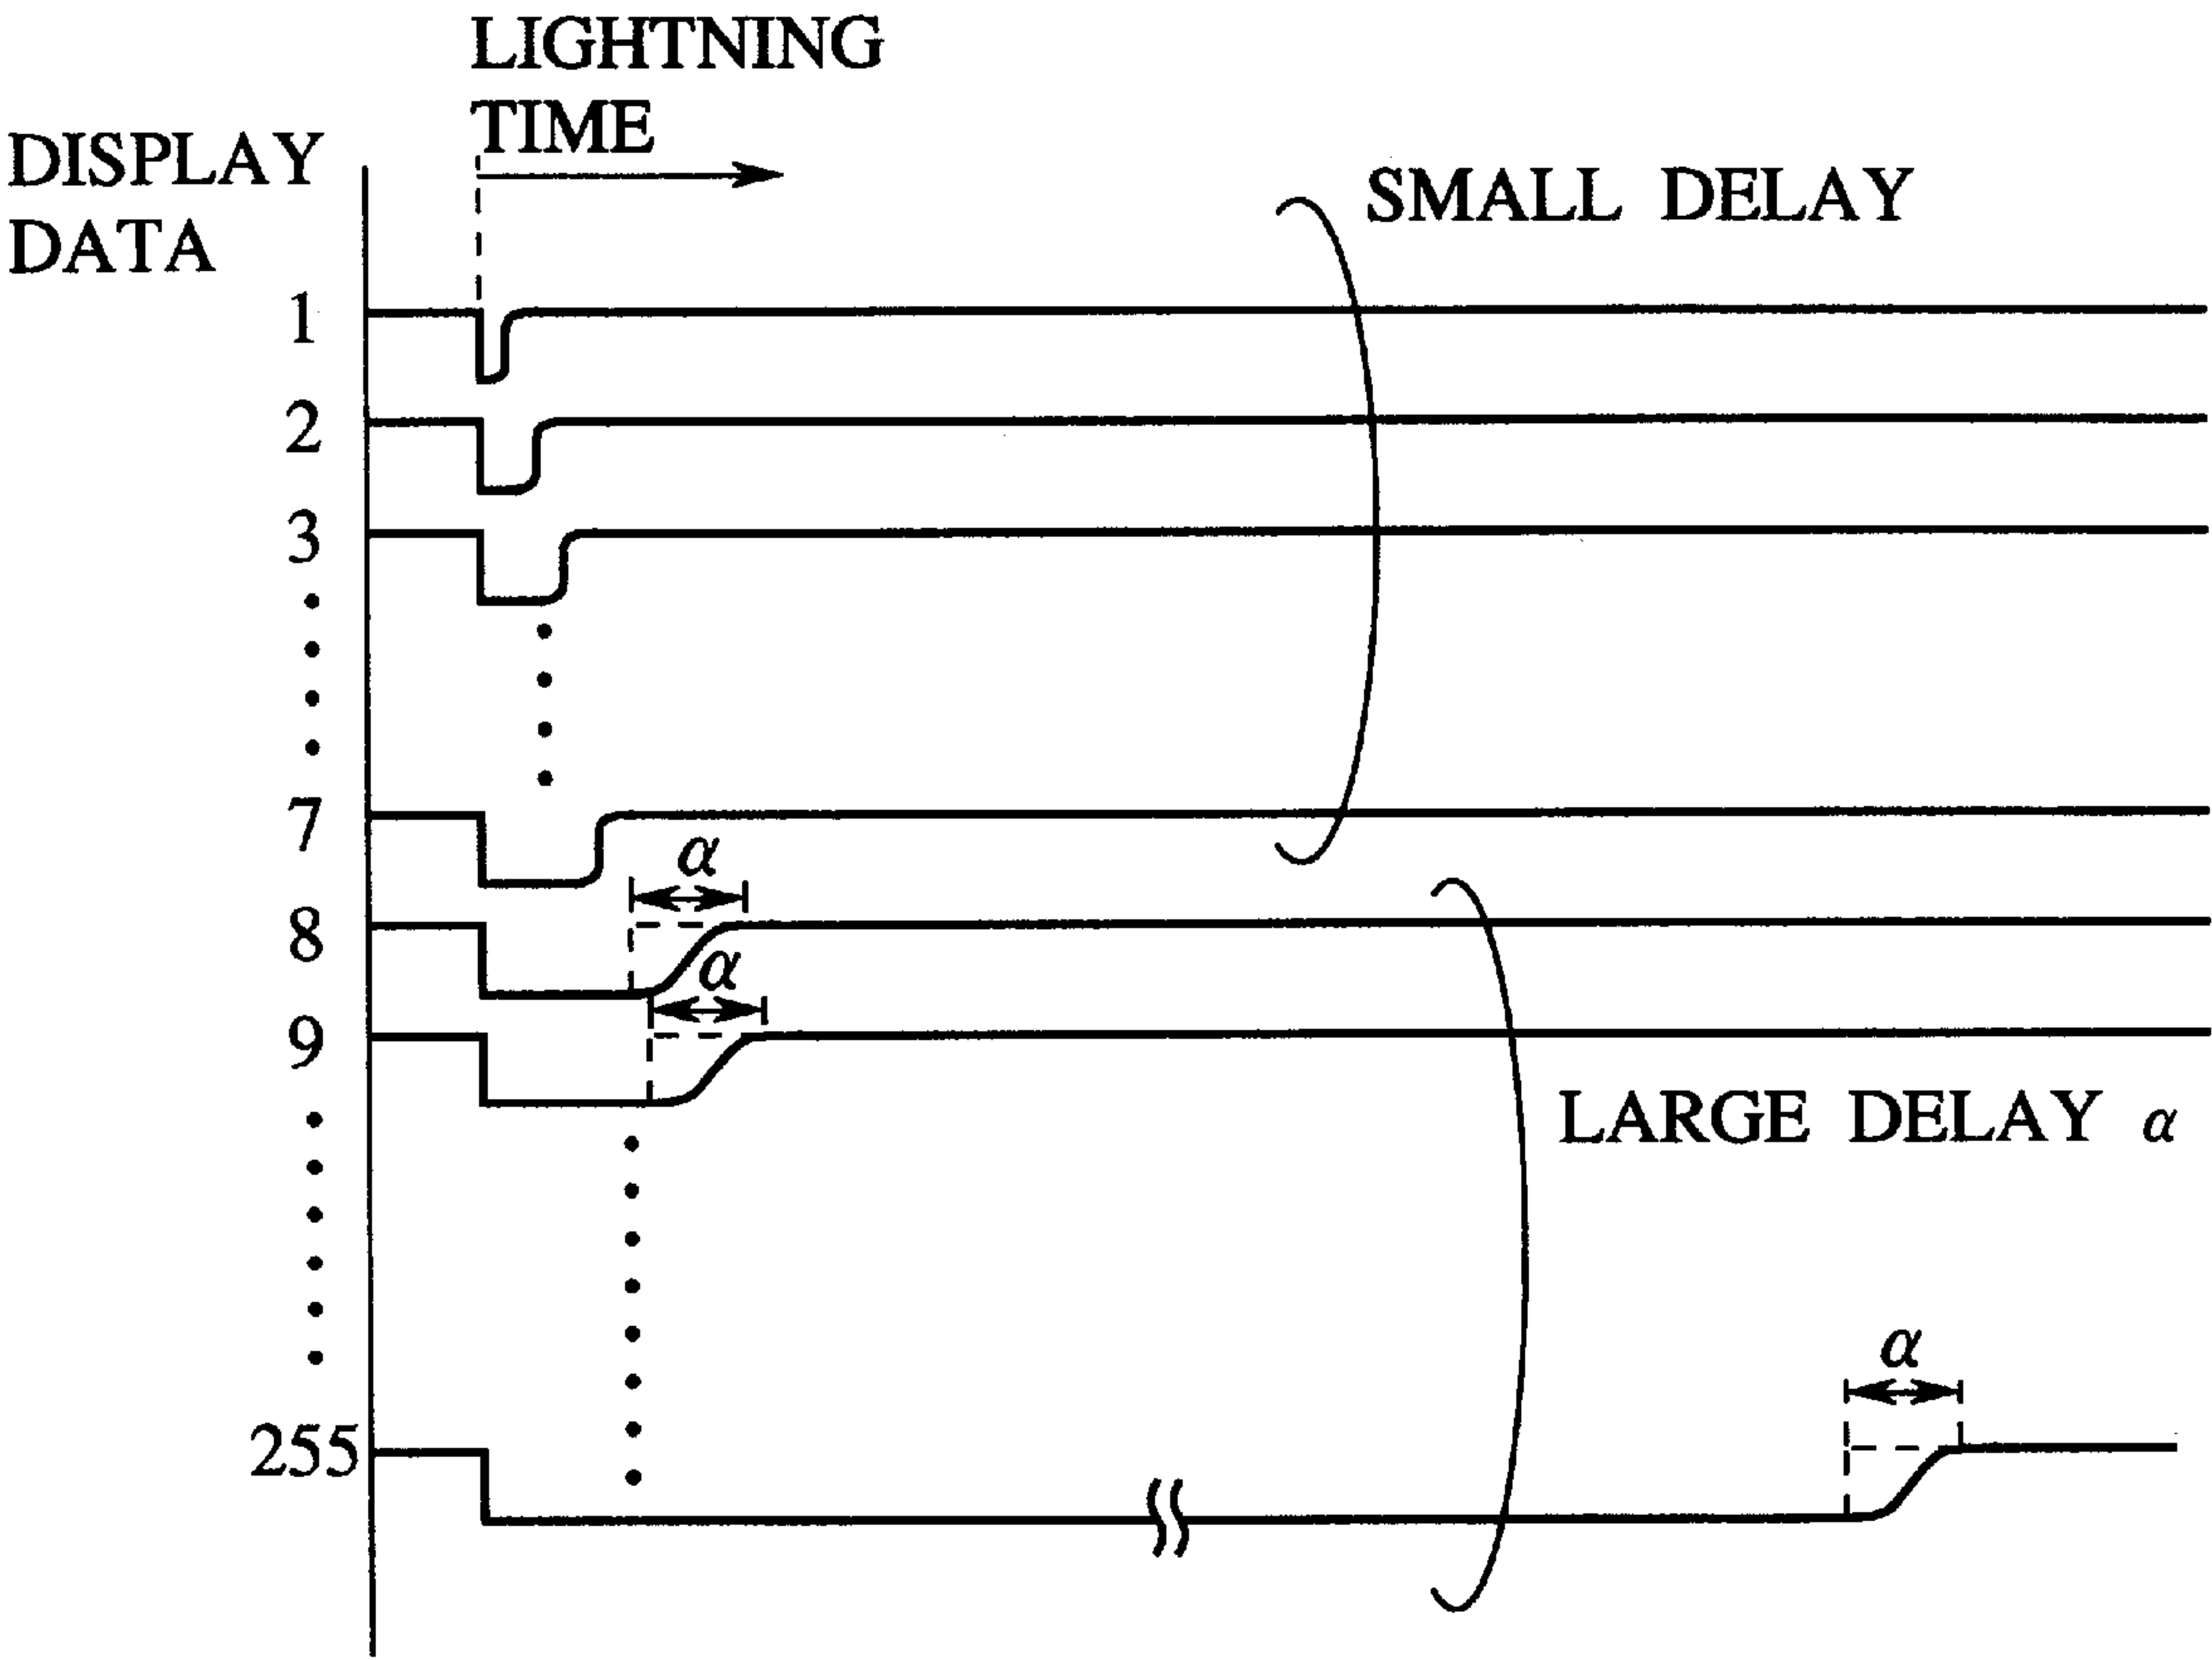 LIGHTNING
TIME
DISPLAY
DATA
SMALL DELAY
1
2
3
7
α
8
α
9
LARGE DELAY α
α
255